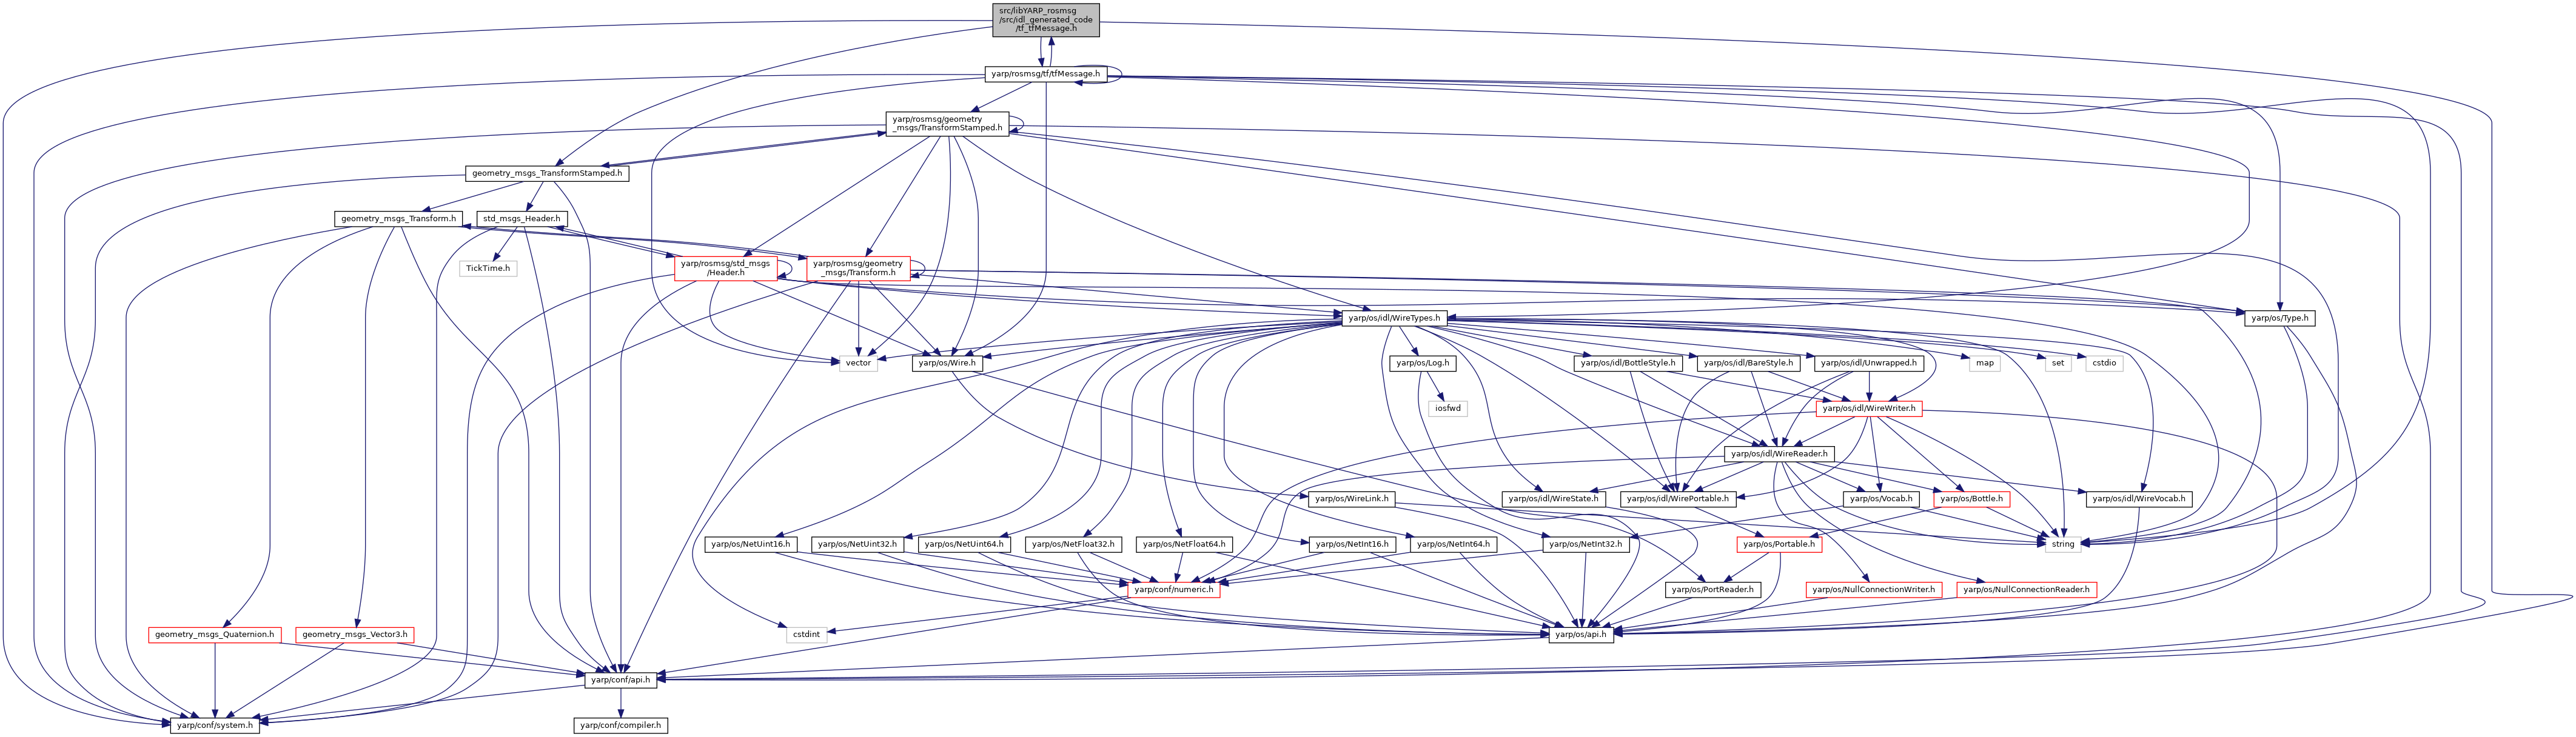 src/libYARP_rosmsg
/src/idl_generated_code
/tf_tfMessage.h
yarp/rosmsg/tf/tfMessage.h
yarp/rosmsg/geometry
_msgs/TransformStamped.h
geometry_msgs_TransformStamped.h
geometry_msgs_Transform.h
std_msgs_Header.h
TickTime.h
yarp/rosmsg/std_msgs
/Header.h
yarp/rosmsg/geometry
_msgs/Transform.h
yarp/os/idl/WireTypes.h
yarp/os/Type.h
vector
yarp/os/Wire.h
yarp/os/Log.h
yarp/os/idl/BottleStyle.h
yarp/os/idl/BareStyle.h
yarp/os/idl/Unwrapped.h
map
set
cstdio
iosfwd
yarp/os/idl/WireWriter.h
yarp/os/idl/WireReader.h
yarp/os/WireLink.h
yarp/os/idl/WireState.h
yarp/os/idl/WirePortable.h
yarp/os/Vocab.h
yarp/os/Bottle.h
yarp/os/idl/WireVocab.h
yarp/os/NetUint16.h
yarp/os/NetUint32.h
yarp/os/NetUint64.h
yarp/os/NetFloat32.h
yarp/os/NetFloat64.h
yarp/os/NetInt16.h
yarp/os/NetInt64.h
yarp/os/NetInt32.h
yarp/os/Portable.h
string
yarp/conf/numeric.h
yarp/os/PortReader.h
yarp/os/NullConnectionWriter.h
yarp/os/NullConnectionReader.h
geometry_msgs_Quaternion.h
geometry_msgs_Vector3.h
cstdint
yarp/os/api.h
yarp/conf/api.h
yarp/conf/system.h
yarp/conf/compiler.h